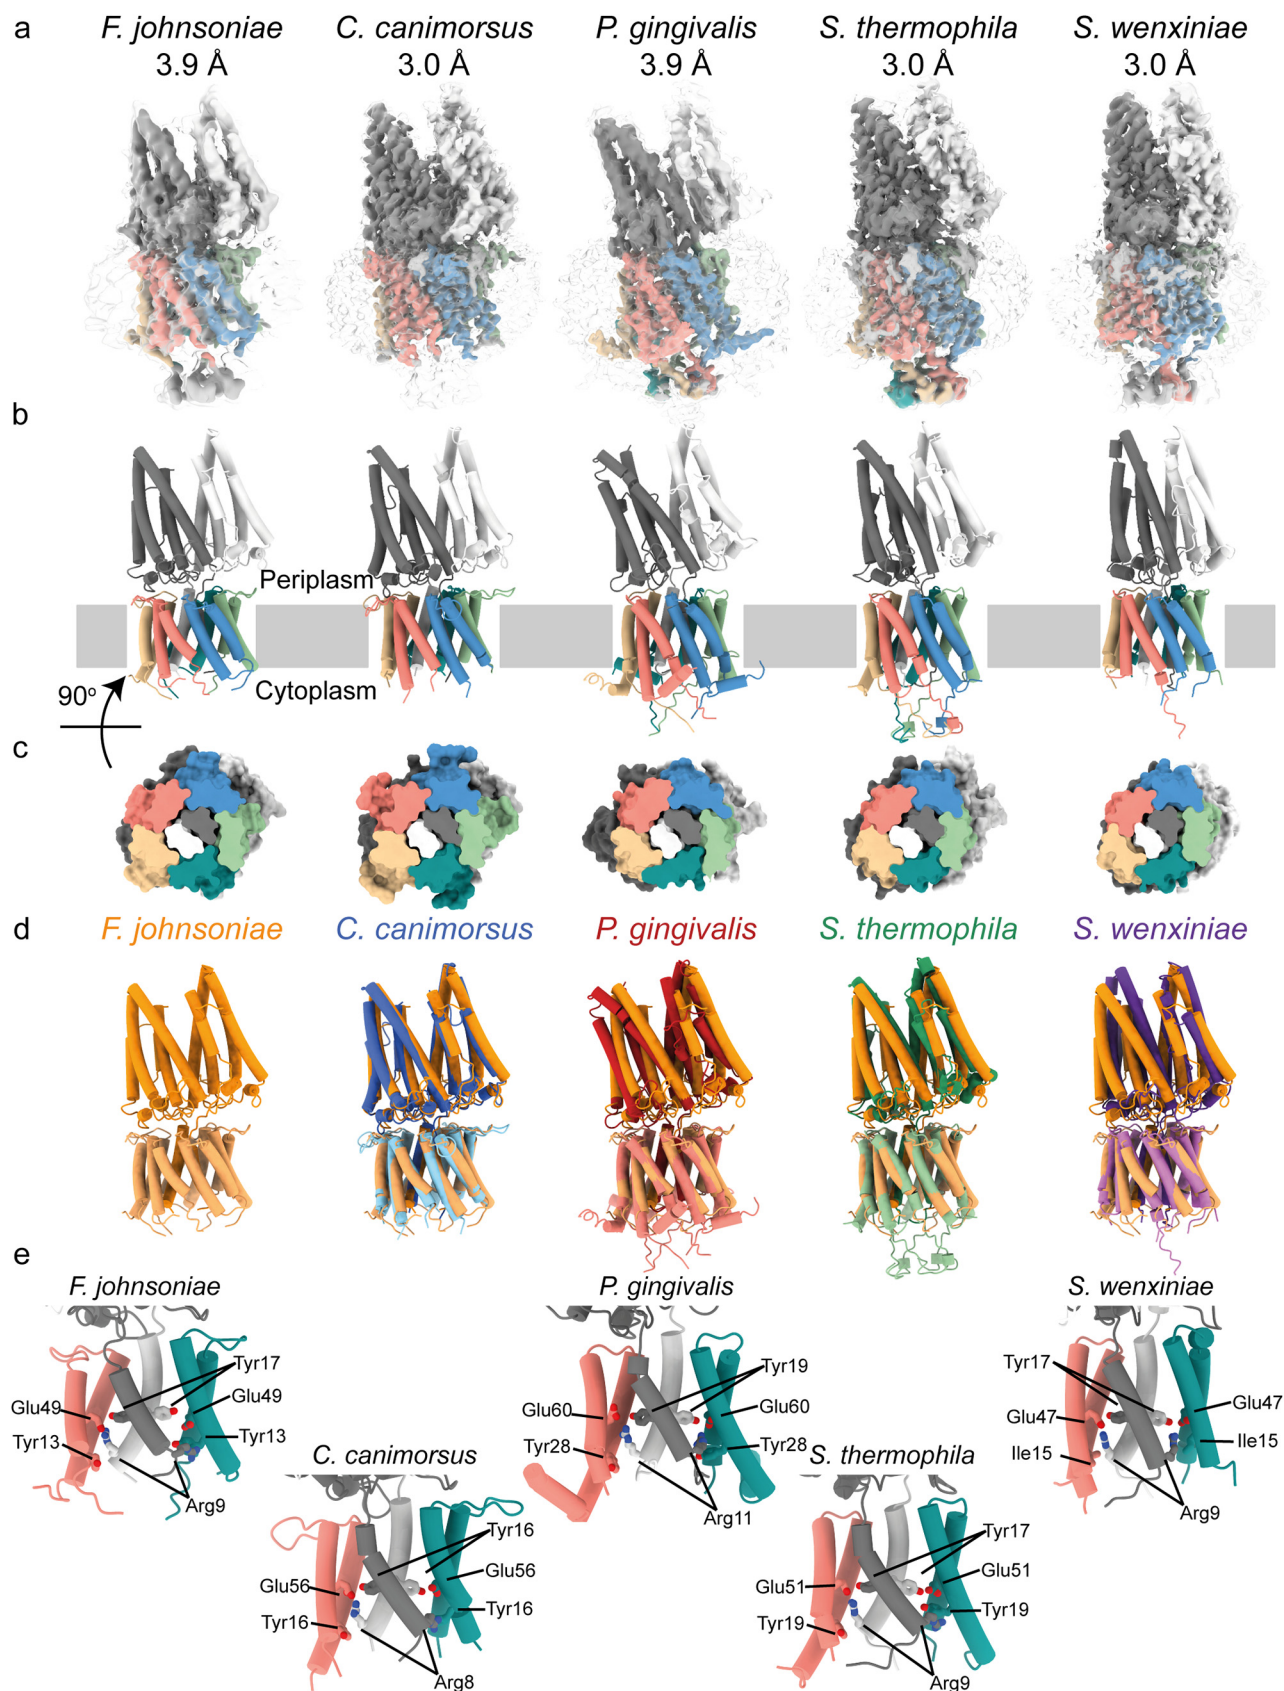 a
F. johnsoniae C. canimorsus P. gingivalis S. thermophila S. wenxiniae
3.9 Å 3.0 Å 3.9 Å 3.0 Å 3.0 Å
b
Periplasm
Cytoplasm
90°
c
d
F. johnsoniae C. canimorsus P. gingivalis S. thermophila S. wenxiniae
e
F. johnsoniae
Tyr17
Glu49
Glu49
Tyr13
Tyr13
Arg9
C. canimorsus
Tyr16
Glu56
Glu56
Tyr16
Tyr16
Arg8
P. gingivalis
Tyr19
Glu60
Glu60
Tyr28
Tyr28
Arg11
S. thermophila
Tyr17
Glu51
Glu51
Tyr19
Tyr19
Arg9
S. wenxiniae
Tyr17
Glu47
Glu47
Ile15
Ile15
Arg9